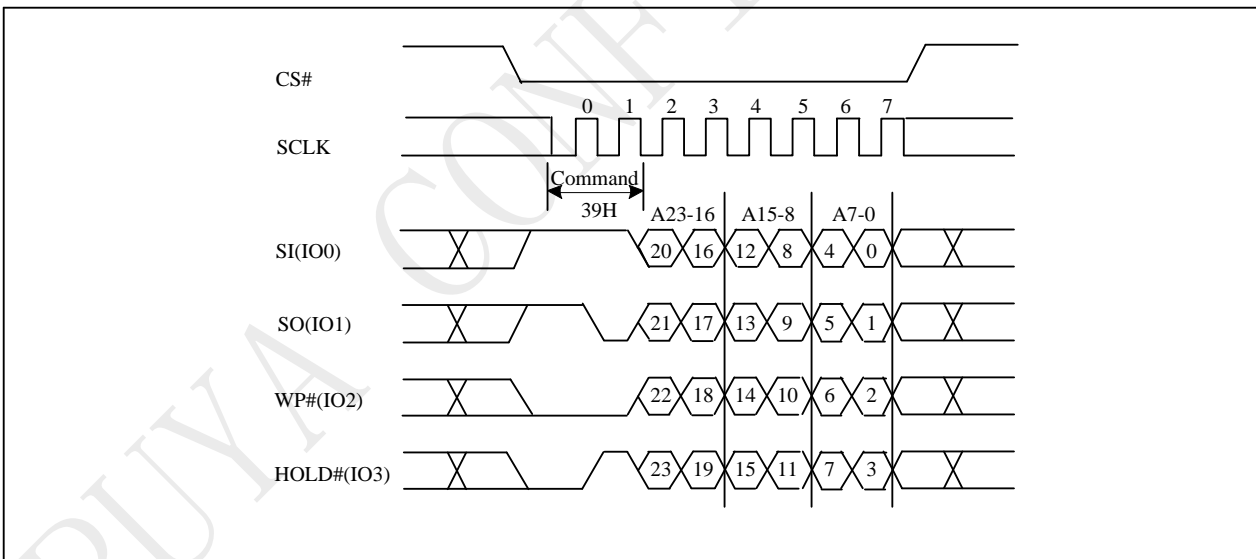 PUYA CONF
CS#
0 1 2 3 4 5 6 7
SCLK
Command
39H
A23-16 A15-8 A7-0
SI(IO0) 20 16 12 8 4 0
SO(IO1) 21 17 13 9 5 1
WP#(IO2) 22 18 14 10 6 2
HOLD#(IO3) 23 19 15 11 7 3